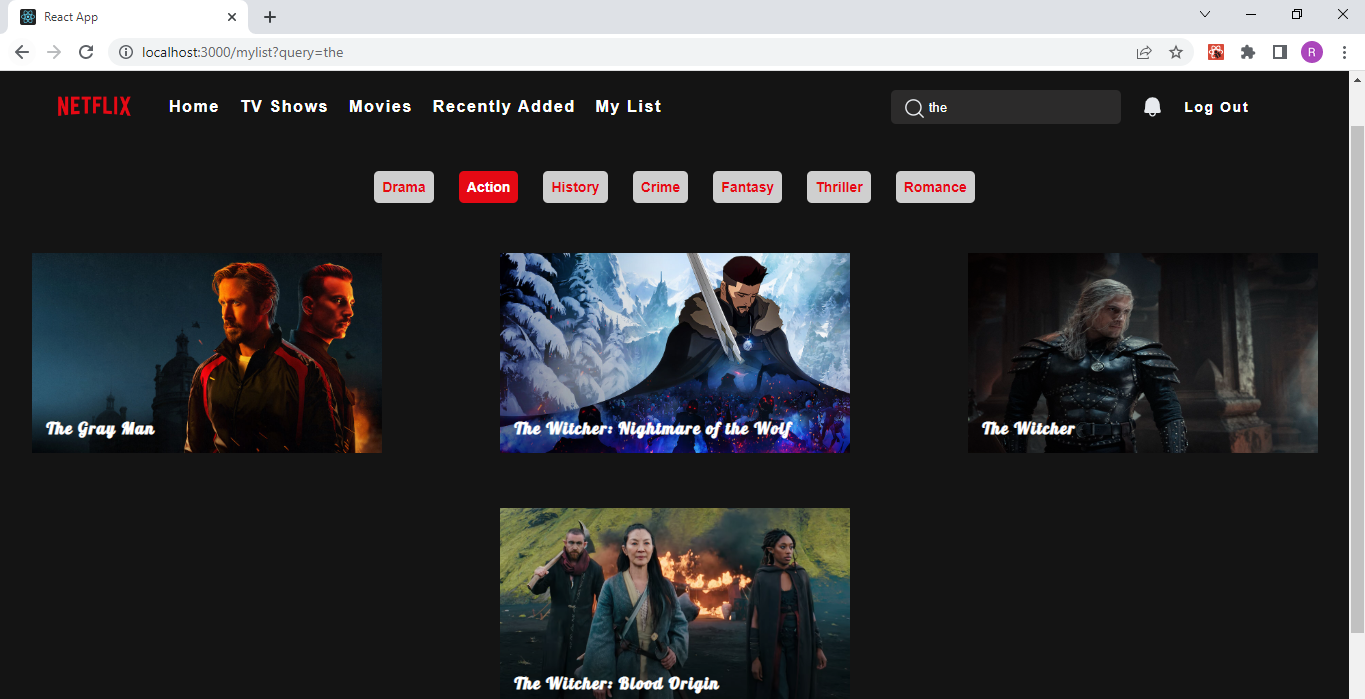 React App
localhost:3000/mylist?query=the
R
NETFLIX Home TV Shows Movies Recently Added My List the Log Out
Drama Action History Crime Fantasy Thriller Romance
The Gray Man
The Witcher: Nightmare of the Wolf
The Witcher
The Witcher: Blood Origin